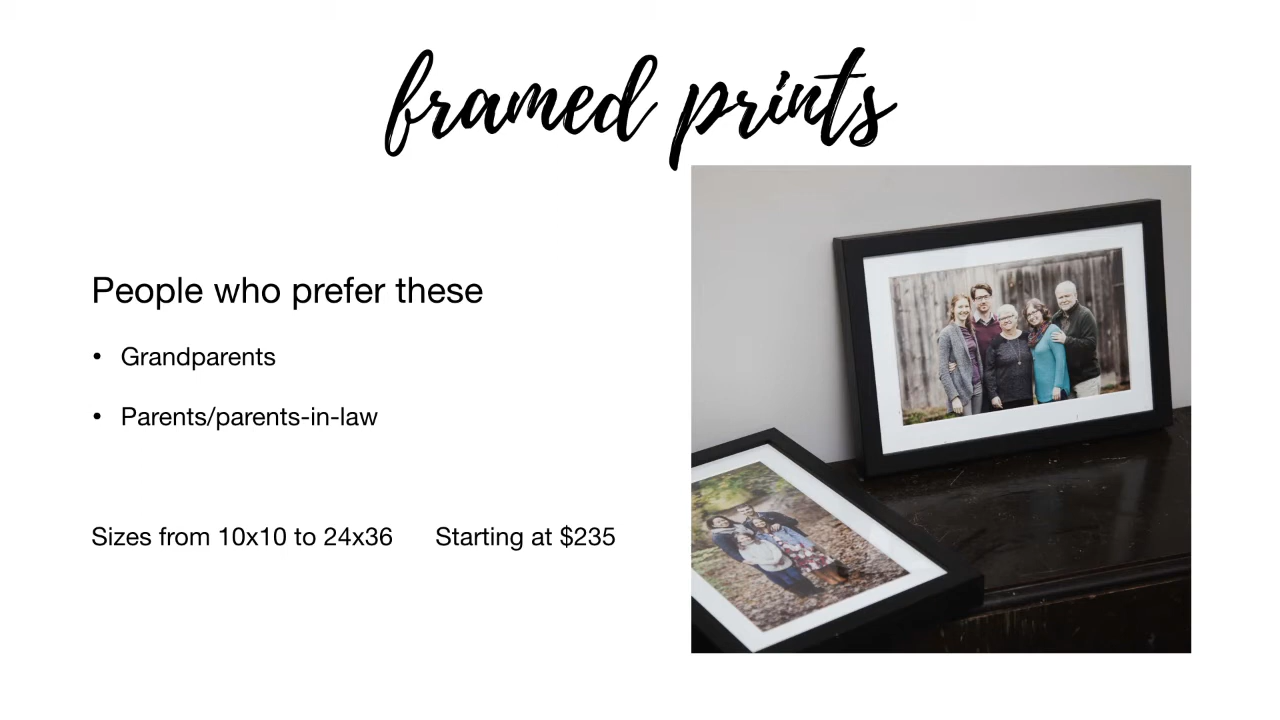 framed prints
People who prefer these
• Grandparents
• Parents/parents-in-law
Sizes from 10x10 to 24x36 Starting at $235